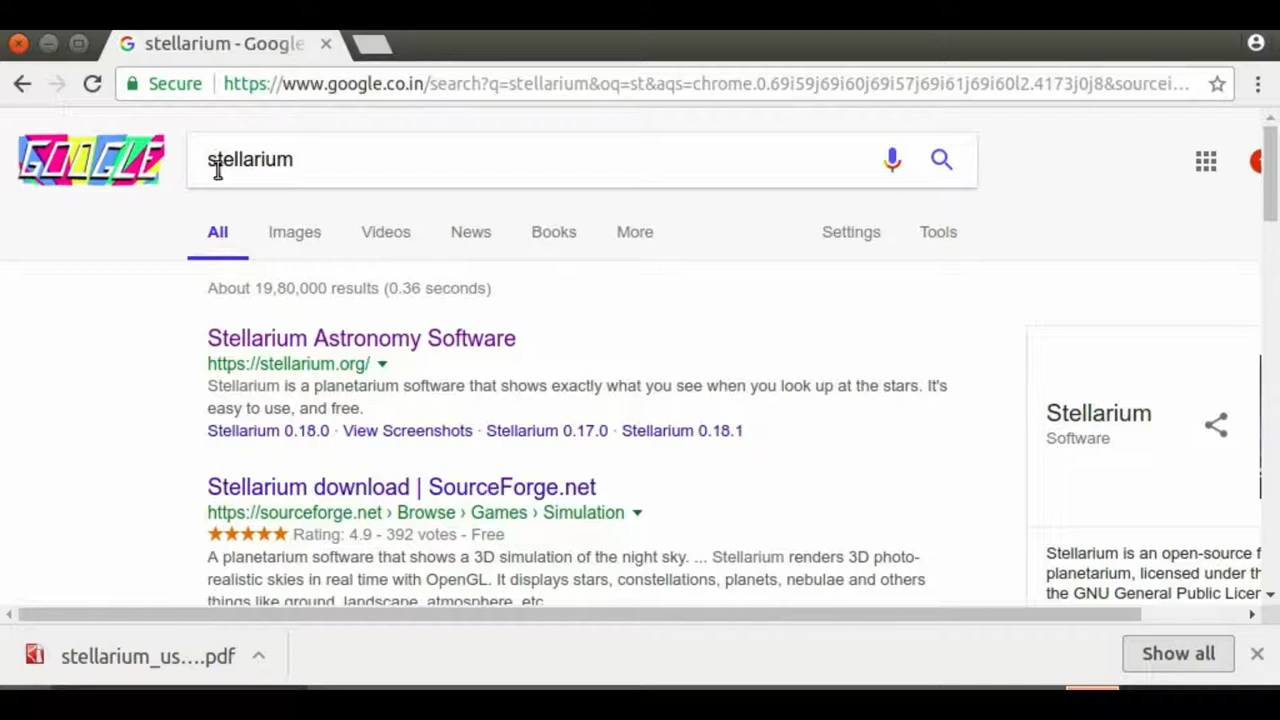 stellarium - Google
Secure https://www.google.co.in/search?q=stellarium&oq=st&aqs=chrome.0.69i59j69i60j69i57j69i61j69i60l2.4173j0j8&sourcei...
GOOGLE stellarium
All Images Videos News Books More Settings Tools
About 19,80,000 results (0.36 seconds)
Stellarium Astronomy Software
https://stellarium.org/
Stellarium is a planetarium software that shows exactly what you see when you look up at the stars. It's
easy to use, and free.
Stellarium 0.18.0 · View Screenshots · Stellarium 0.17.0 · Stellarium 0.18.1
Stellarium download | SourceForge.net
https://sourceforge.net › Browse › Games › Simulation
Rating: 4.9 - 392 votes - Free
A planetarium software that shows a 3D simulation of the night sky. ... Stellarium renders 3D photo-
realistic skies in real time with OpenGL. It displays stars, constellations, planets, nebulae and others
things like ground, landscape, atmosphere, etc.
Stellarium
Software
Stellarium is an open-source f
planetarium, licensed under th
the GNU General Public Licer
stellarium_us....pdf
Show all